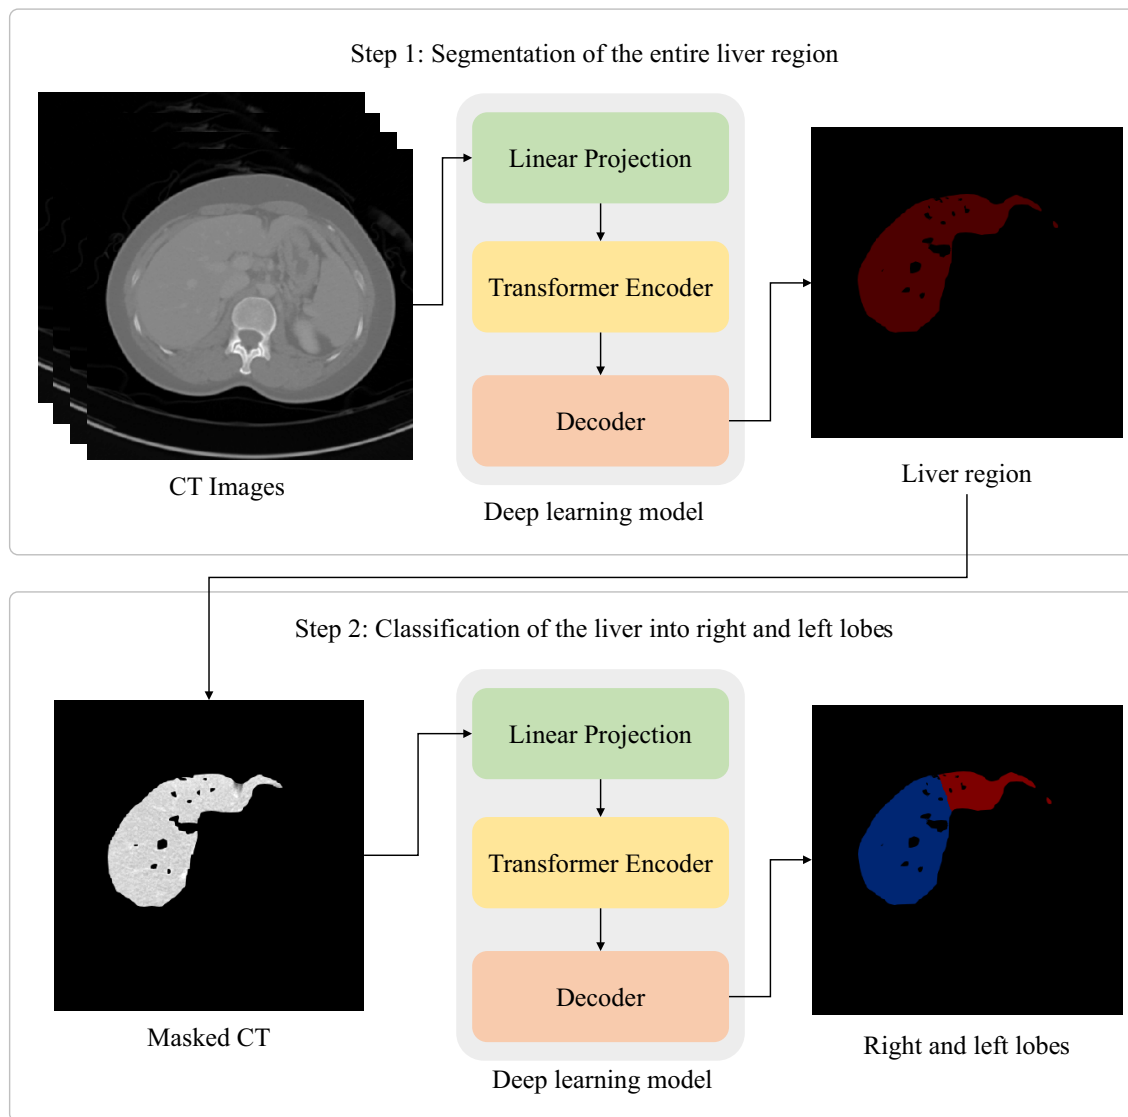 Step 1: Segmentation of the entire liver region
Linear Projection
Transformer Encoder
Decoder
CT Images
Deep learning model
Liver region
Step 2: Classification of the liver into right and left lobes
Linear Projection
Transformer Encoder
Decoder
Masked CT
Deep learning model
Right and left lobes